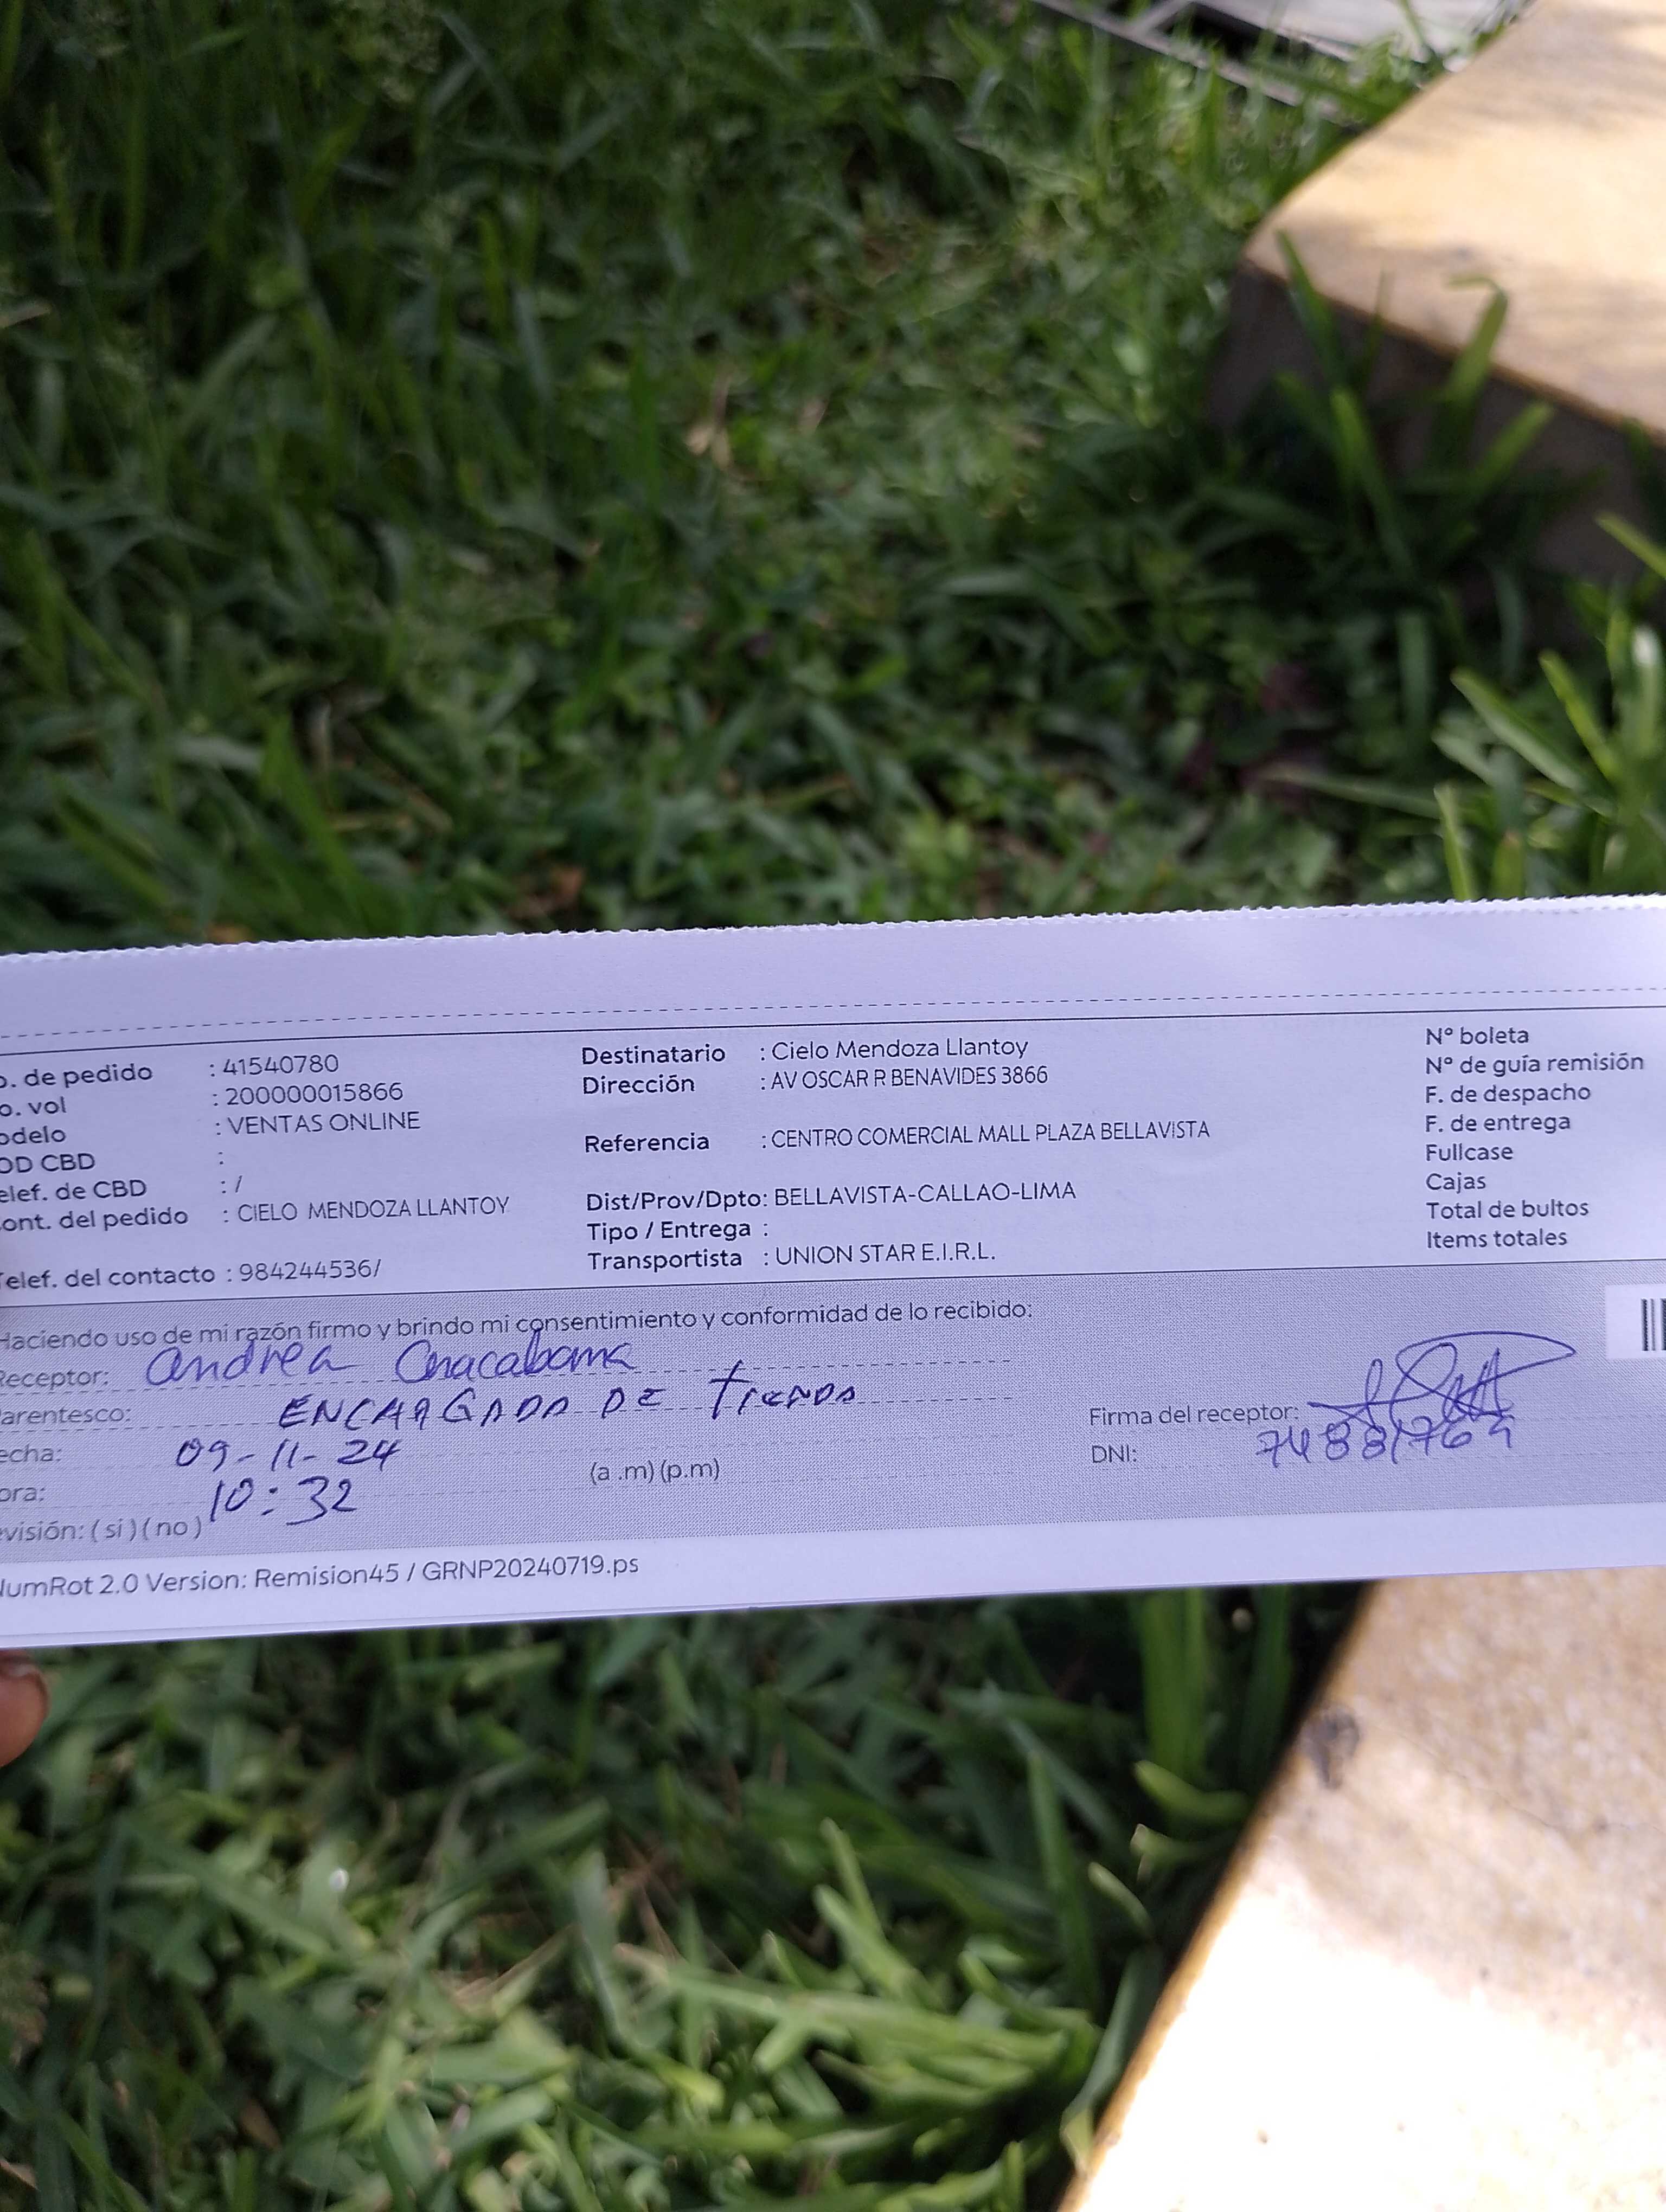 o. de pedido : 41540780
o. vol : 200000015866
odelo : VENTAS ONLINE
OD CBD :
elef. de CBD : /
ont. del pedido : CIELO MENDOZA LLANTOY
Telef. del contacto : 984244536/
Destinatario : Cielo Mendoza Llantoy
Dirección : AV OSCAR R BENAVIDES 3866
Referencia : CENTRO COMERCIAL MALL PLAZA BELLAVISTA
Dist/Prov/Dpto: BELLAVISTA-CALLAO-LIMA
Tipo / Entrega :
Transportista : UNION STAR E.I.R.L.
N° boleta
N° de guía remisión
F. de despacho
F. de entrega
Fullcase
Cajas
Total de bultos
Items totales
Haciendo uso de mi razón firmo y brindo mi consentimiento y conformidad de lo recibido:
Receptor: Andrea
arentesco: ENCARGADA DE TIENDA
echa: 09-11-24
ora: 10:32 (a .m) (p.m)
evisión: ( si ) ( no )
Firma del receptor:
DNI:
NumRot 2.0 Version: Remision45 / GRNP20240719.ps